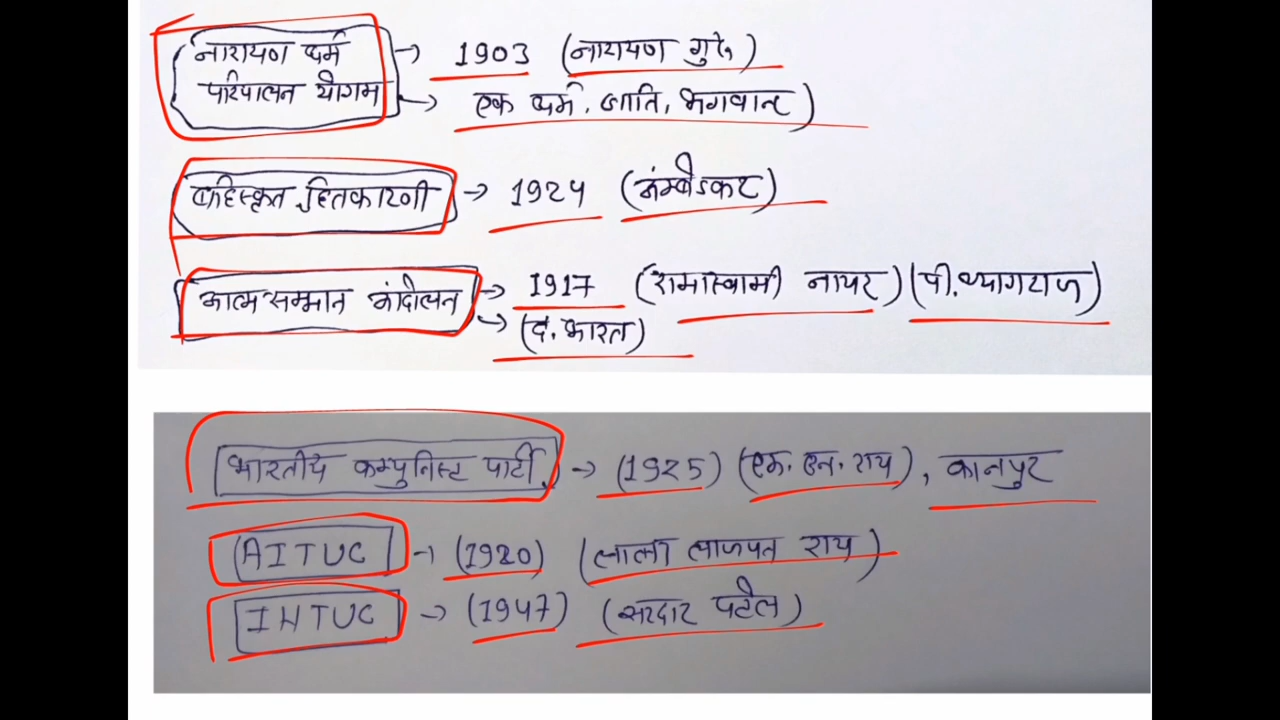 नारायण धर्म → 1903 (नारायण गुरु)
परिपालन योगम → एक धर्म, जाति, भगवान)
बहिस्कृत हितकारणी → 1924 (अम्बेडकर)
आत्म सम्मान आंदोलन → 1917 (रामास्वामी नायर) (पी. त्यागराज)
→ (द. भारत)
भारतीय कम्युनिस्ट पार्टी → (1925) (एम. एन. राय), कानपुर
AITUC → (1920) (लाला लाजपत राय)
INTUC → (1947) (सरदार पटेल)